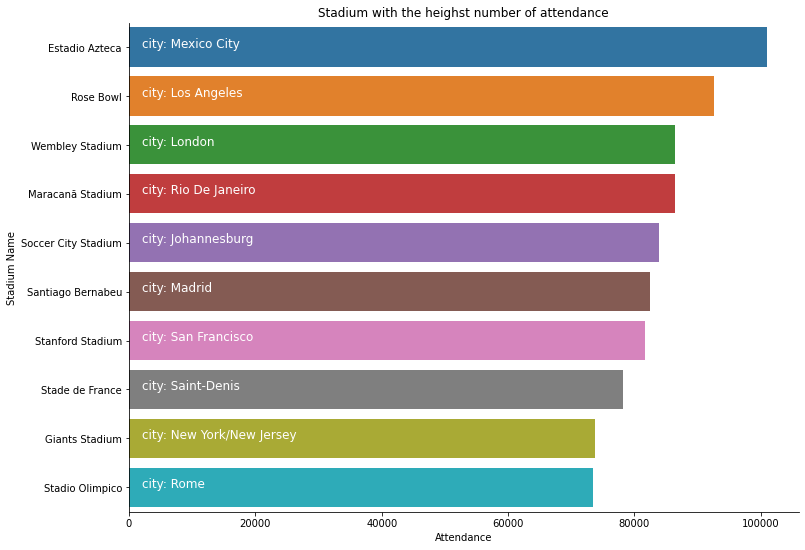 Stadium with the heighst number of attendance
Stadium Name
Estadio Azteca
city: Mexico City
Rose Bowl
city: Los Angeles
Wembley Stadium
city: London
Maracanã Stadium
city: Rio De Janeiro
Soccer City Stadium
city: Johannesburg
Santiago Bernabeu
city: Madrid
Stanford Stadium
city: San Francisco
Stade de France
city: Saint-Denis
Giants Stadium
city: New York/New Jersey
Stadio Olimpico
city: Rome
0 20000 40000 60000 80000 100000
Attendance